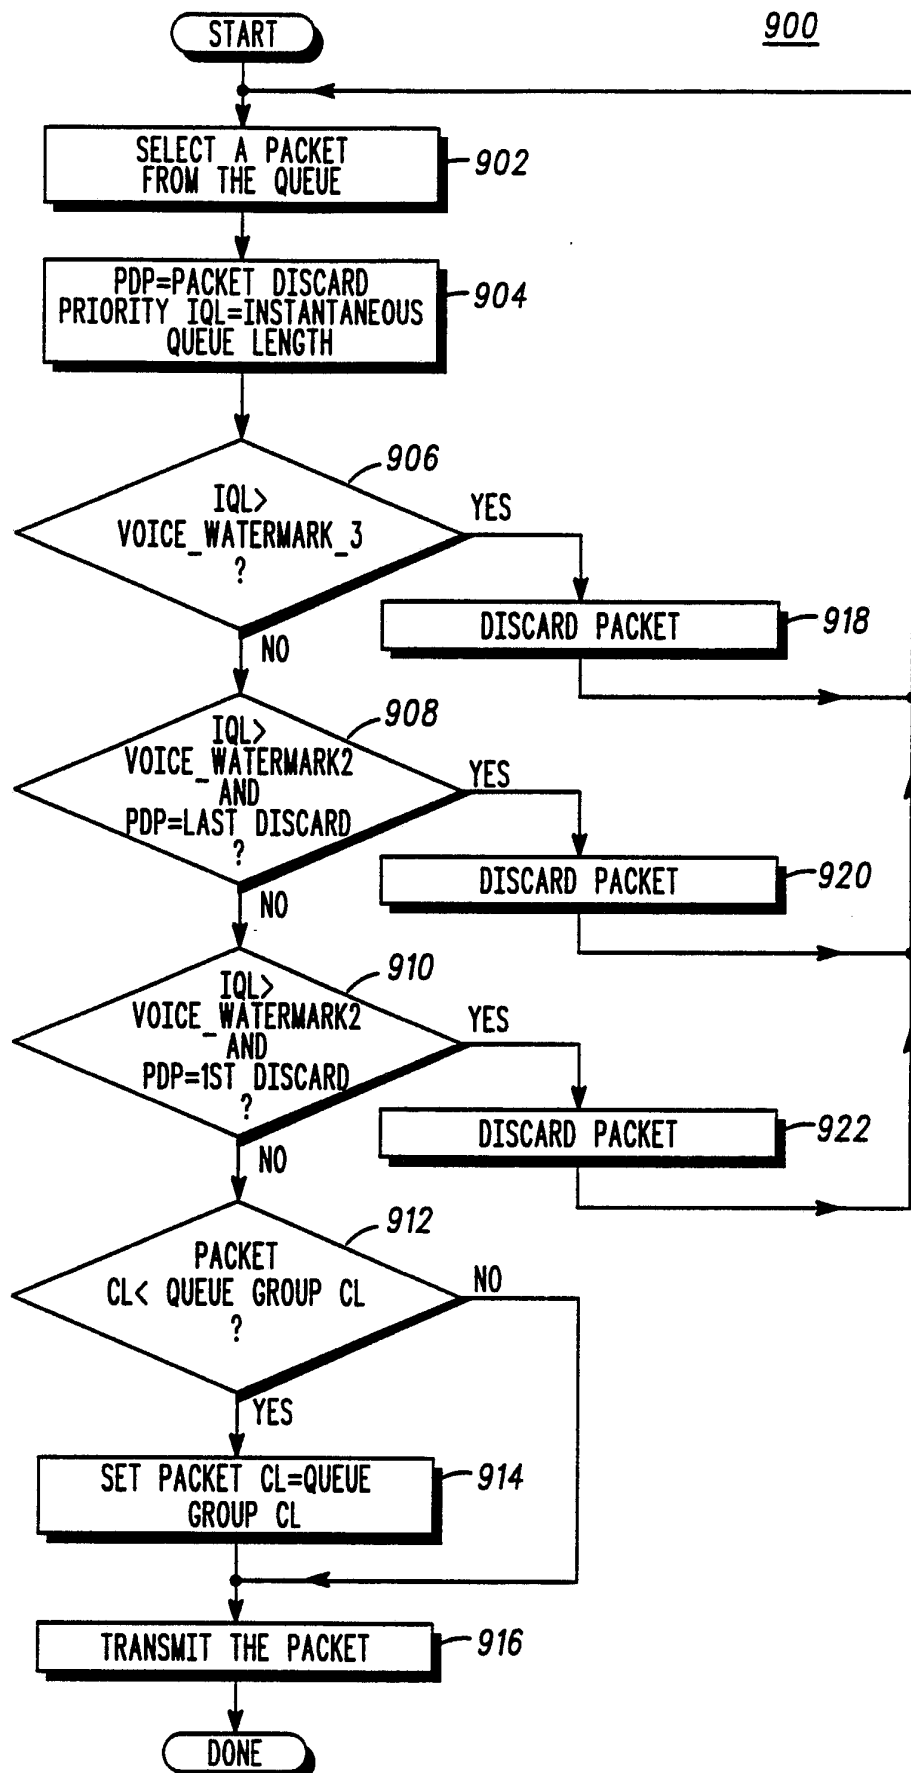 START
900
SELECT A PACKET
FROM THE QUEUE
902
PDP=PACKET DISCARD
PRIORITY IQL=INSTANTANEOUS
QUEUE LENGTH
904
906
IQL>
VOICE_WATERMARK_3
?
YES
NO
DISCARD PACKET
918
908
IQL>
VOICE_WATERMARK2
AND
PDP=LAST DISCARD
?
YES
NO
DISCARD PACKET
920
910
IQL>
VOICE_WATERMARK2
AND
PDP=1ST DISCARD
?
YES
NO
DISCARD PACKET
922
912
PACKET
CL< QUEUE GROUP CL
?
NO
YES
SET PACKET CL=QUEUE
GROUP CL
914
TRANSMIT THE PACKET
916
DONE